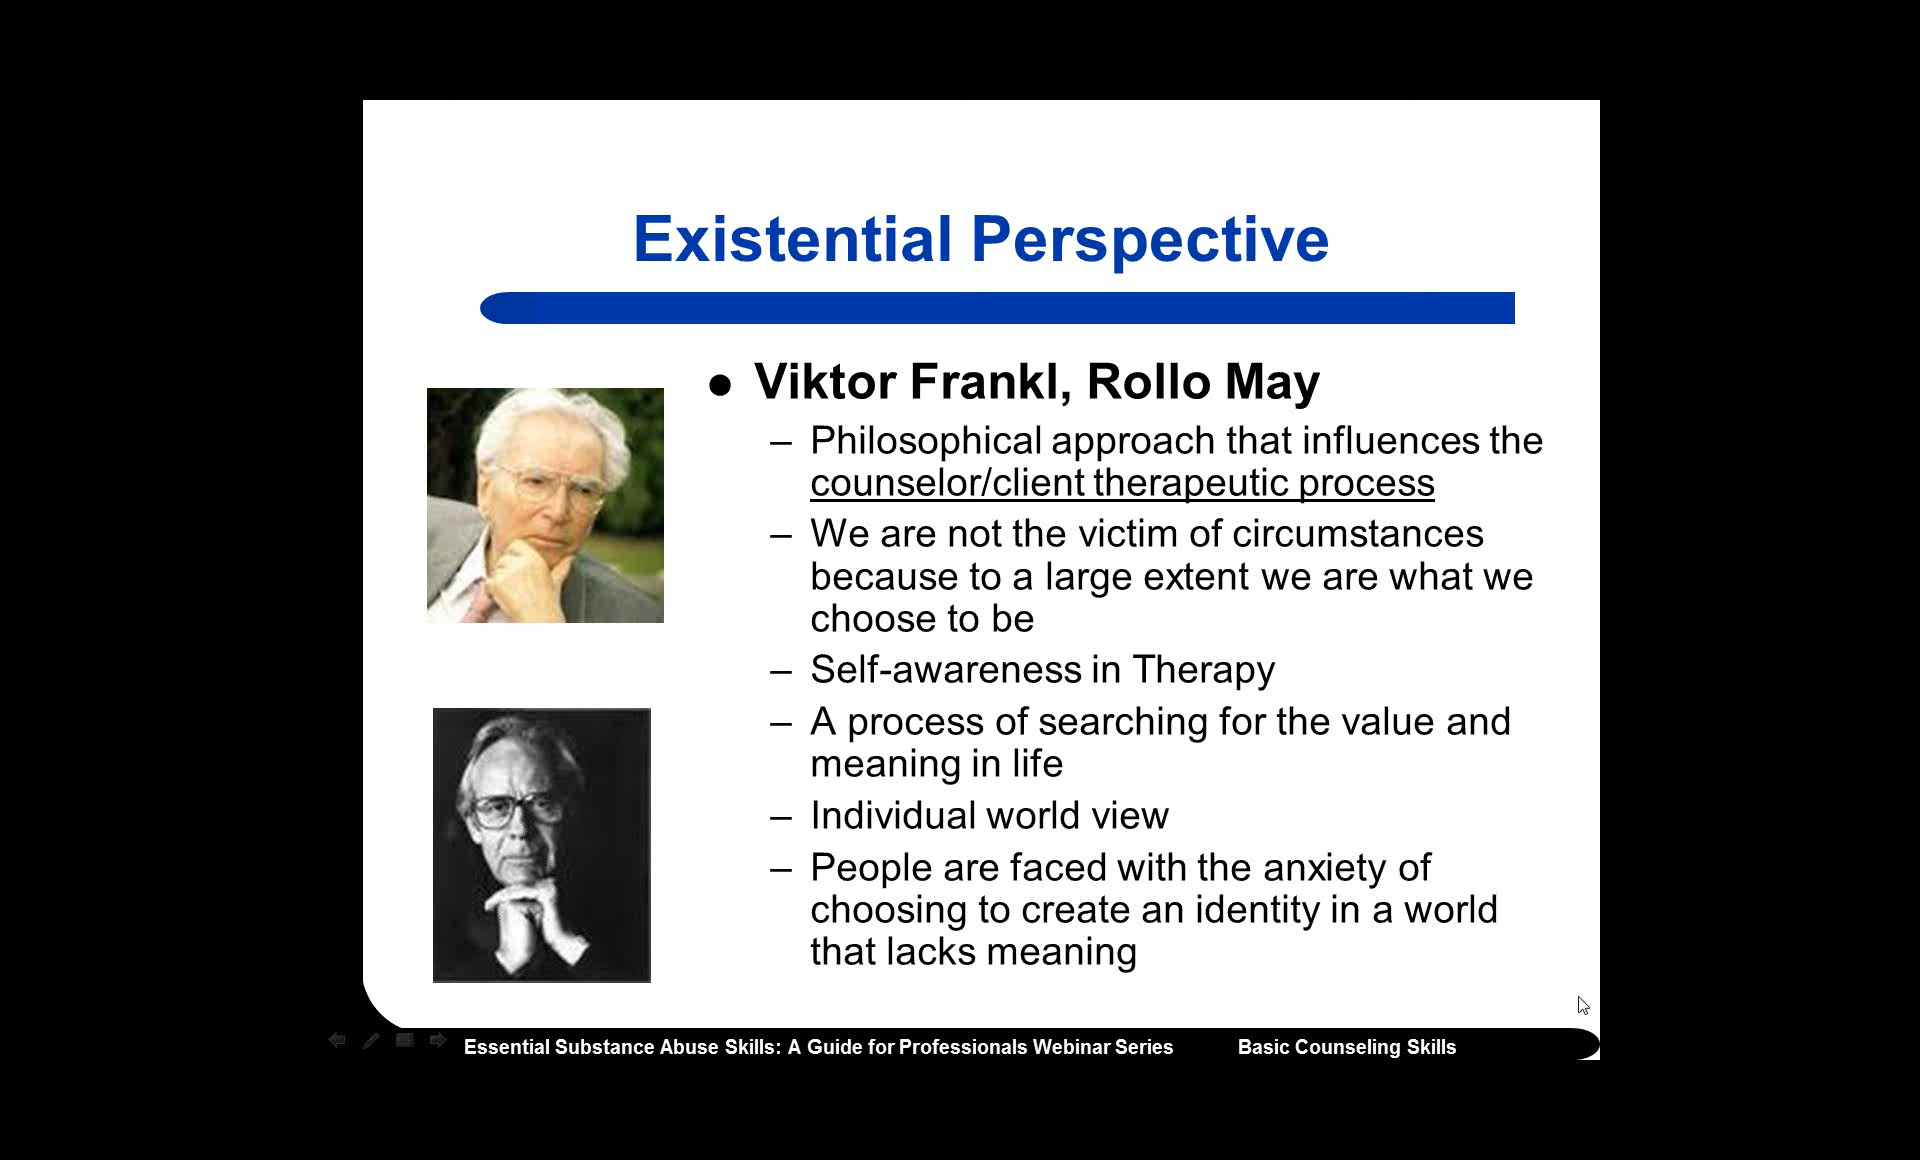 Existential Perspective
● Viktor Frankl, Rollo May
– Philosophical approach that influences the
counselor/client therapeutic process
– We are not the victim of circumstances
because to a large extent we are what we
choose to be
– Self-awareness in Therapy
– A process of searching for the value and
meaning in life
– Individual world view
– People are faced with the anxiety of
choosing to create an identity in a world
that lacks meaning
Essential Substance Abuse Skills: A Guide for Professionals Webinar Series Basic Counseling Skills